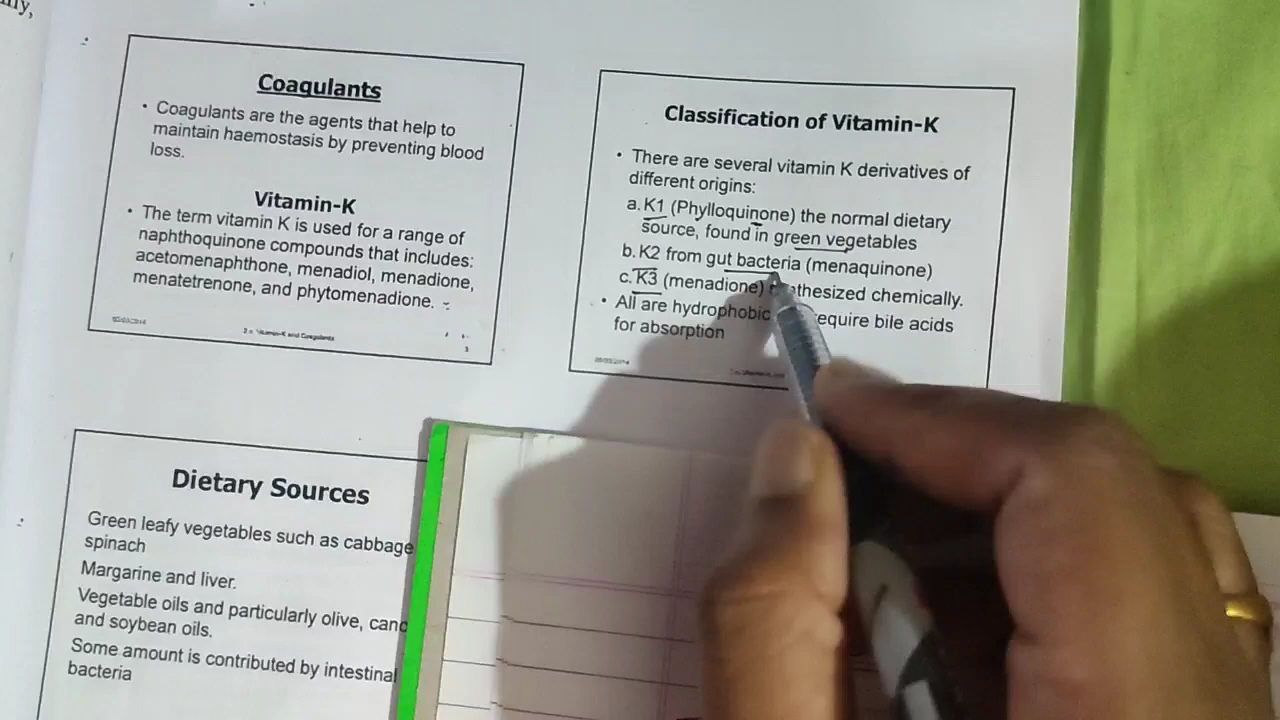 Coagulants
• Coagulants are the agents that help to
maintain haemostasis by preventing blood
loss.
Vitamin-K
• The term vitamin K is used for a range of
naphthoquinone compounds that includes:
acetomenaphthone, menadiol, menadione,
menatetrenone, and phytomenadione.
Classification of Vitamin-K
• There are several vitamin K derivatives of
different origins:
a. K1 (Phylloquinone) the normal dietary
source, found in green vegetables
b. K2 from gut bacteria (menaquinone)
c. K3 (menadione) thesized chemically.
• All are hydrophobic require bile acids
for absorption
Dietary Sources
Green leafy vegetables such as cabbage
spinach
Margarine and liver.
Vegetable oils and particularly olive,
and soybean oils.
Some amount is contributed by intestinal
bacteria